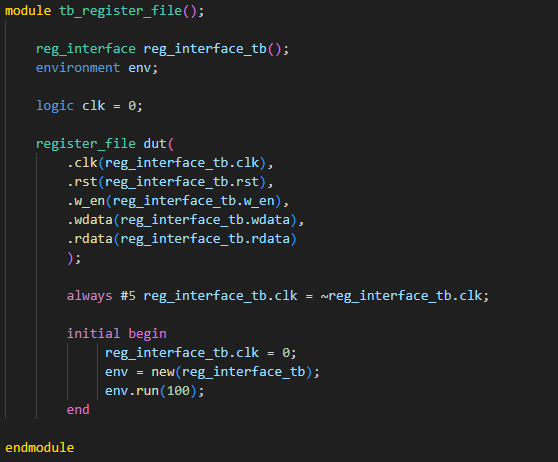 module tb_register_file();
reg_interface reg_interface_tb();
environment env;
logic clk = 0;
register_file dut(
.clk(reg_interface_tb.clk),
.rst(reg_interface_tb.rst),
.w_en(reg_interface_tb.w_en),
.wdata(reg_interface_tb.wdata),
.rdata(reg_interface_tb.rdata)
);
always #5 reg_interface_tb.clk = ~reg_interface_tb.clk;
initial begin
reg_interface_tb.clk = 0;
env = new(reg_interface_tb);
env.run(100);
end
endmodule